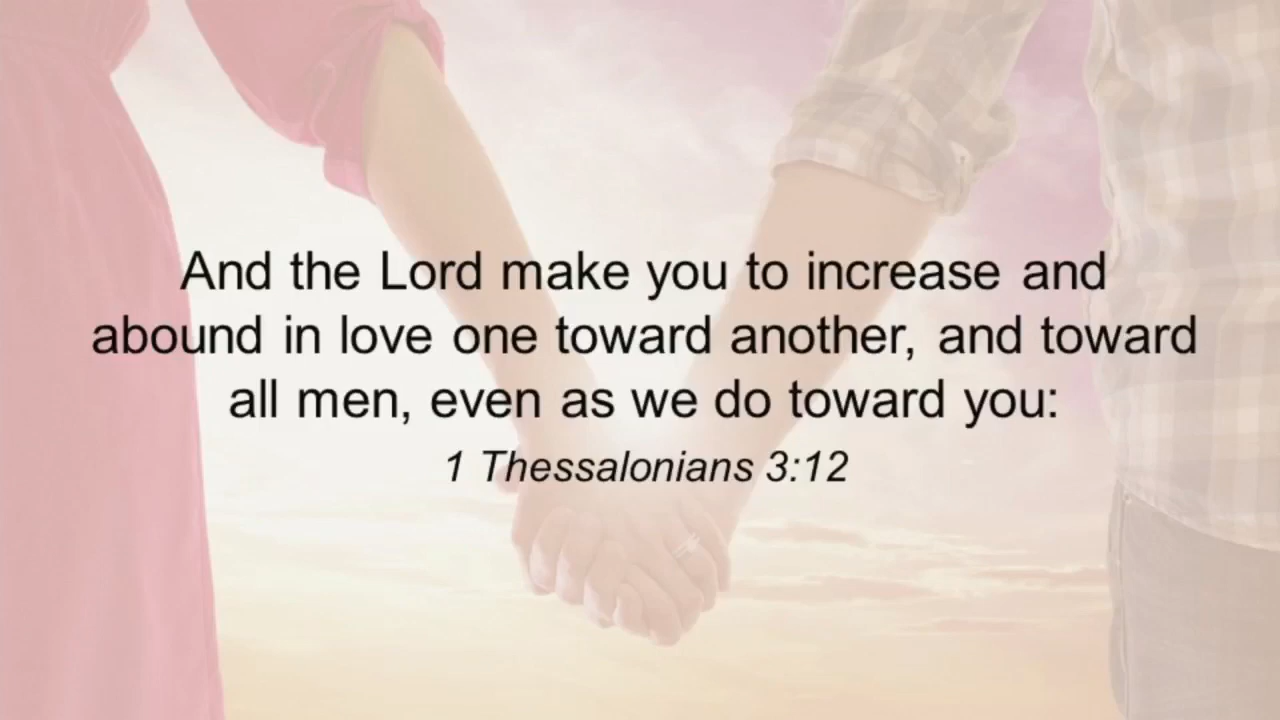 And the Lord make you to increase and
abound in love one toward another, and toward
all men, even as we do toward you:
1 Thessalonians 3:12